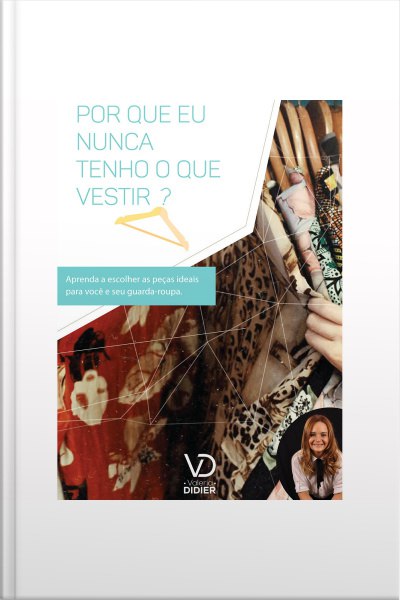 POR QUE EU
NUNCA
TENHO O QUE
VESTIR ?
Aprenda a escolher as peças ideais
para você e seu guarda-roupa.
VD
Valeria
DIDIER